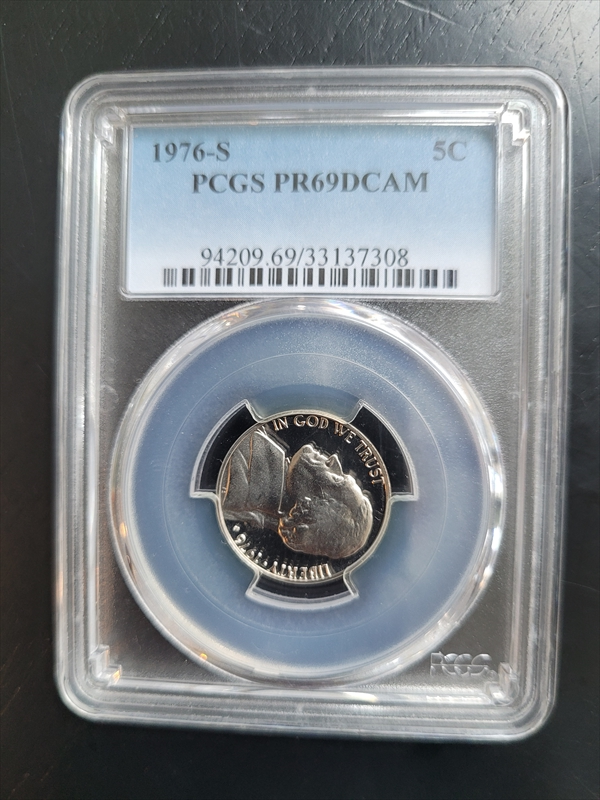 1976-S 5C
PCGS PR69DCAM
94209.69/33137308
IN GOD WE TRUST
LIBERTY ★ 1976
PCGS